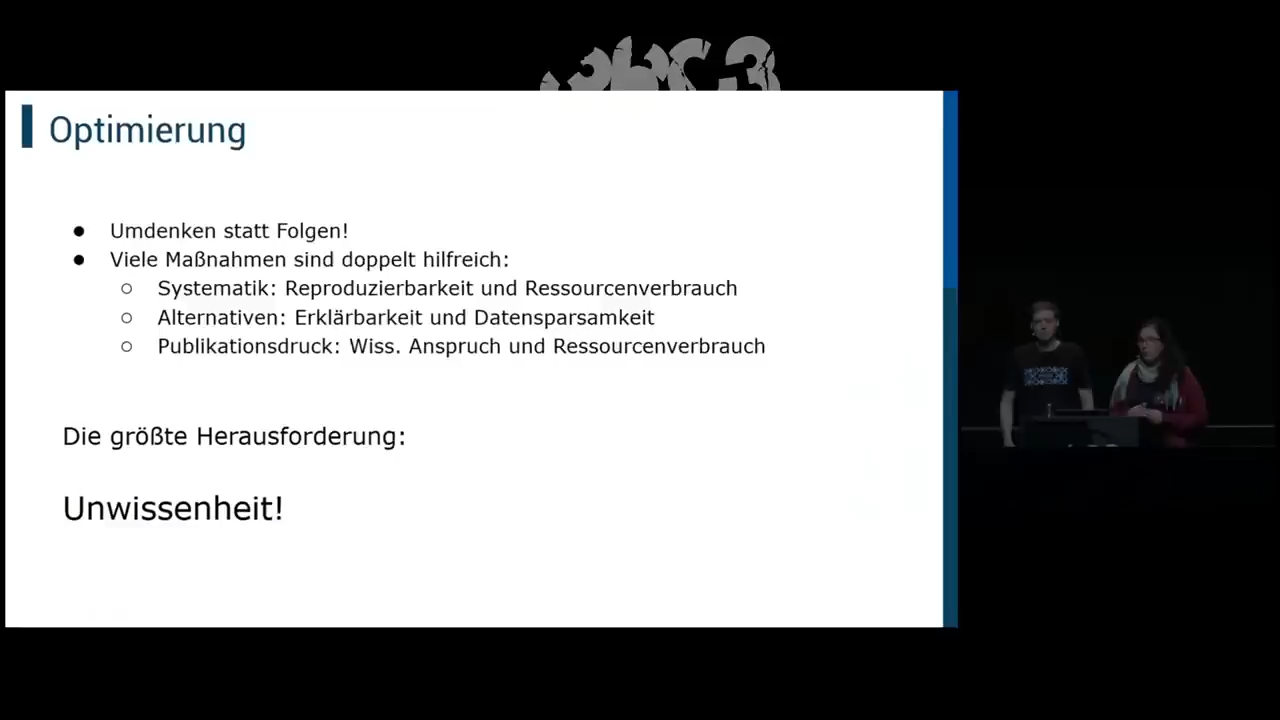 Optimierung
● Umdenken statt Folgen!
● Viele Maßnahmen sind doppelt hilfreich:
○ Systematik: Reproduzierbarkeit und Ressourcenverbrauch
○ Alternativen: Erklärbarkeit und Datensparsamkeit
○ Publikationsdruck: Wiss. Anspruch und Ressourcenverbrauch
Die größte Herausforderung:
Unwissenheit!